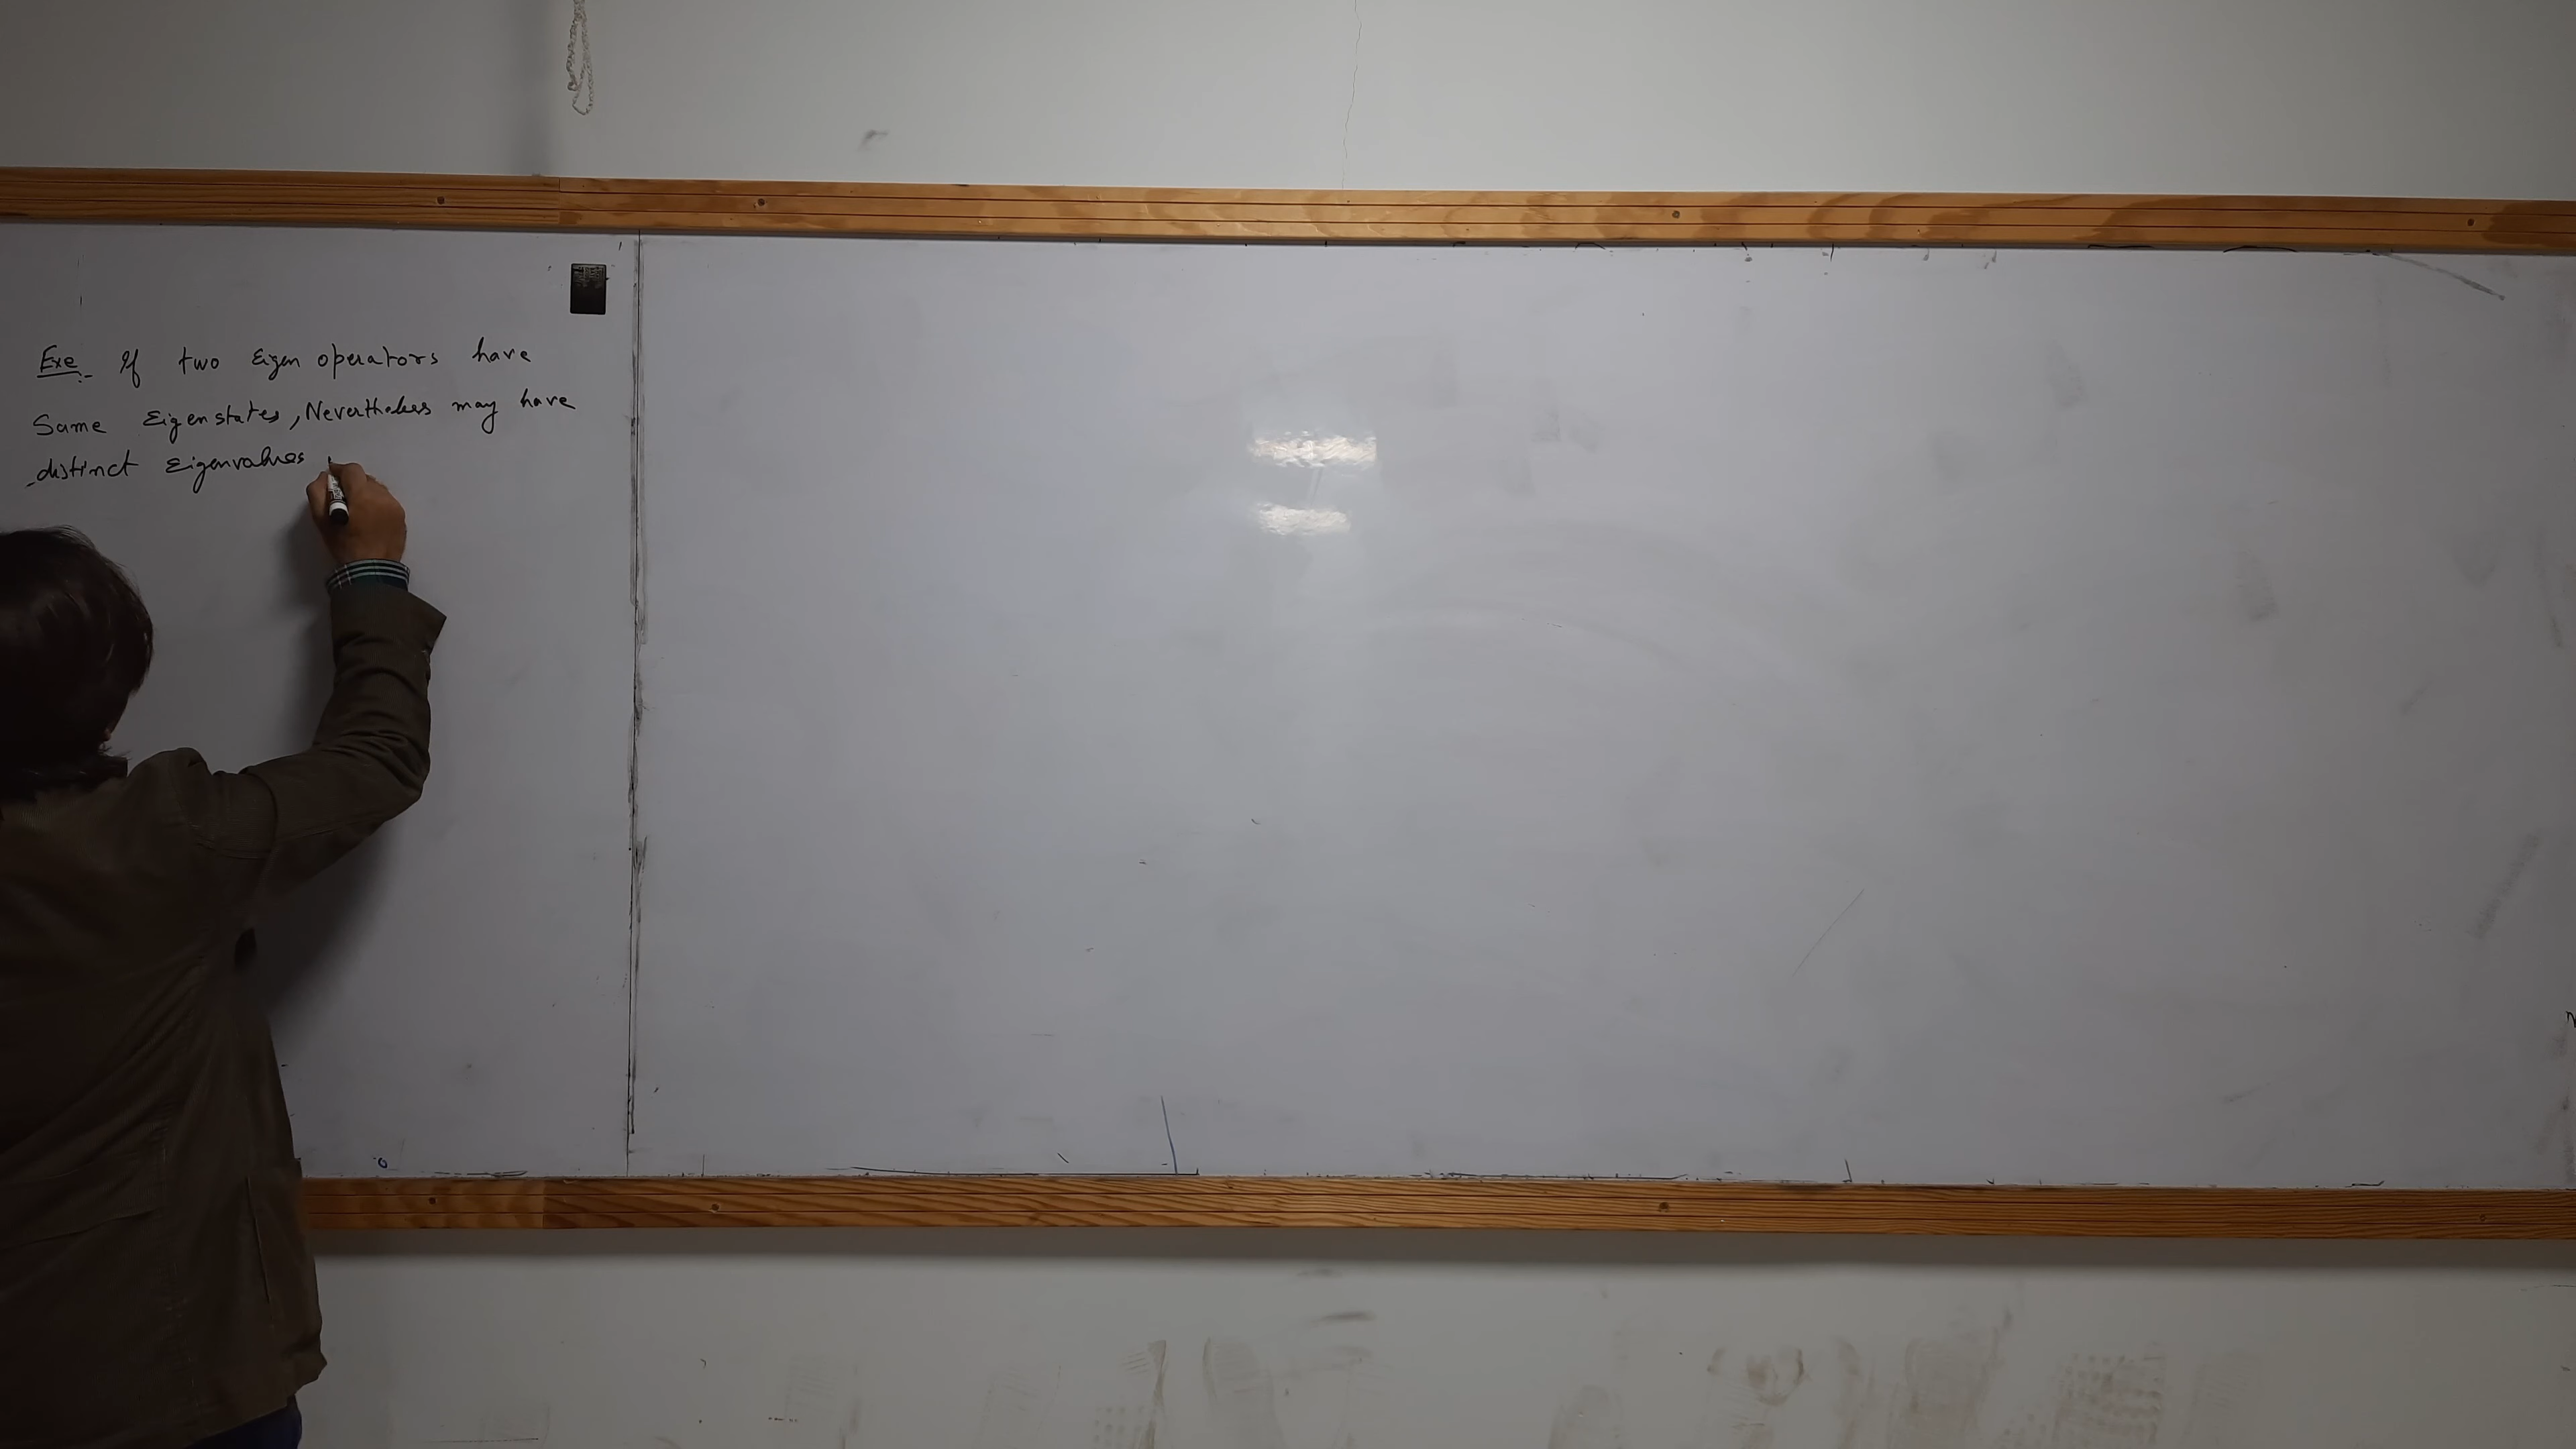 Exe:- If two Eigen operators have
Same Eigenstates, Nevertheless may have
distinct Eigenvalues